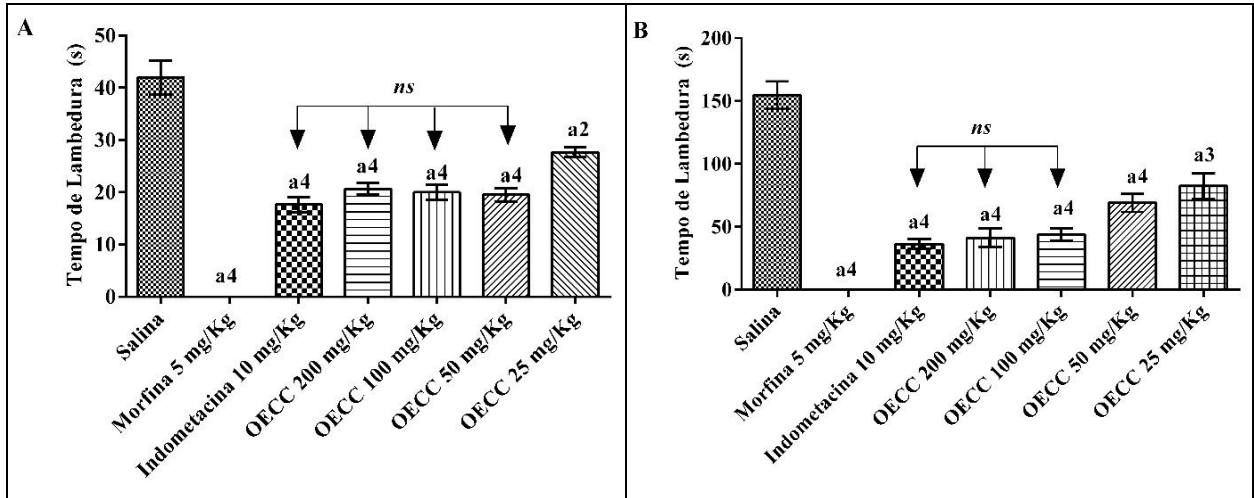 A
Tempo de Lambedura (s)
50
40
30
20
10
0
ns
a4
a4
a4
a4
a4
a2
Salina
Morfina 5 mg/Kg
Indometacina 10 mg/Kg
OECC 200 mg/Kg
OECC 100 mg/Kg
OECC 50 mg/Kg
OECC 25 mg/Kg
B
Tempo de Lambedura (s)
200
150
100
50
0
ns
a4
a4
a4
a4
a4
a3
Salina
Morfina 5 mg/Kg
Indometacina 10 mg/Kg
OECC 200 mg/Kg
OECC 100 mg/Kg
OECC 50 mg/Kg
OECC 25 mg/Kg